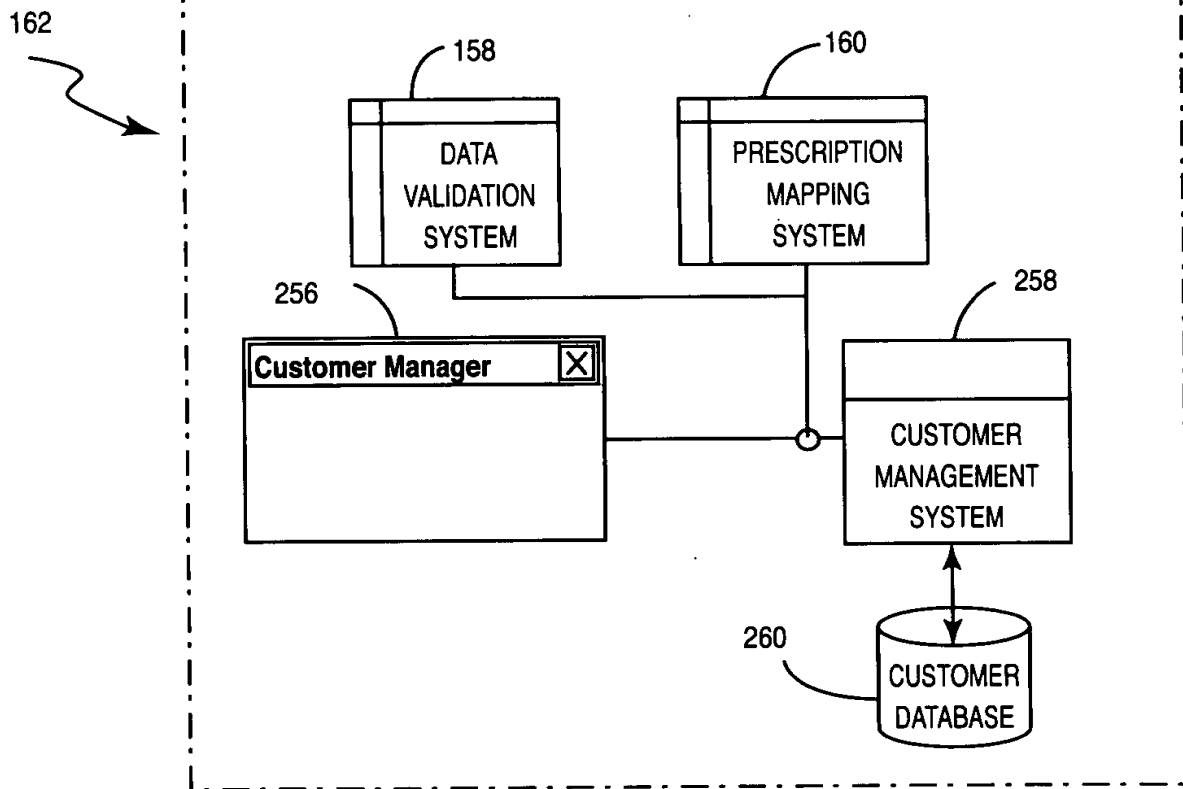 162
158
160
DATA
VALIDATION
SYSTEM
PRESCRIPTION
MAPPING
SYSTEM
256
258
Customer Manager
X
CUSTOMER
MANAGEMENT
SYSTEM
260
CUSTOMER
DATABASE